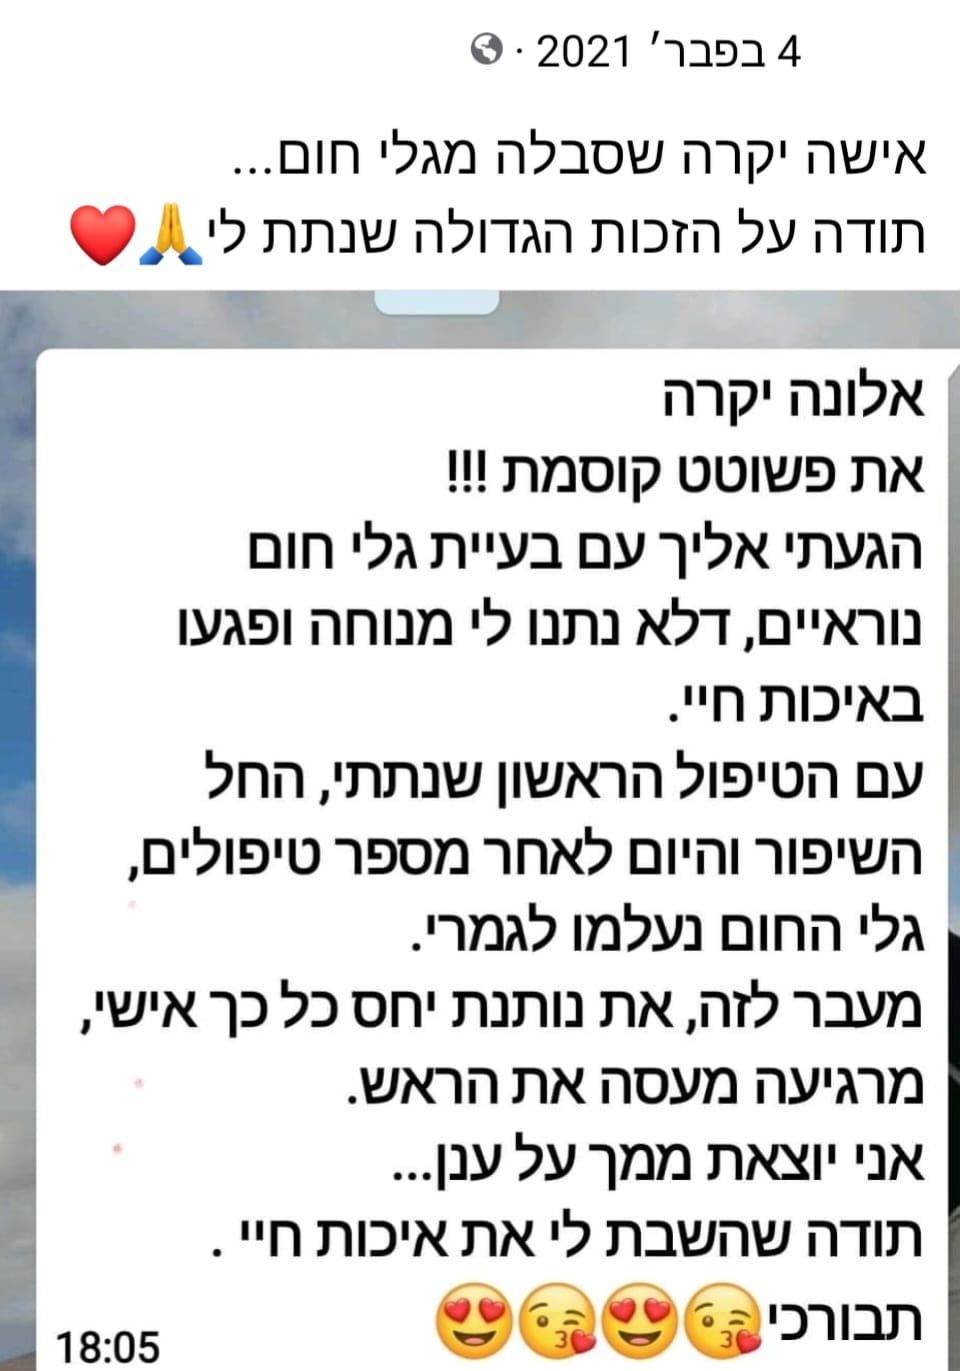 4 בפבר׳ 2021 ·
אישה יקרה שסבלה מגלי חום...
תודה על הזכות הגדולה שנתת לי🙏❤️
אלונה יקרה
את פשוטט קוסמת !!!
הגעתי אליך עם בעיית גלי חום
נוראיים, דלא נתנו לי מנוחה ופגעו
באיכות חיי.
עם הטיפול הראשון שנתתי, החל
השיפור והיום לאחר מספר טיפולים,
גלי החום נעלמו לגמרי.
מעבר לזה, את נותנת יחס כל כך אישי,
מרגיעה מעסה את הראש.
אני יוצאת ממך על ענן...
תודה שהשבת לי את איכות חיי .
תבורכי😘😍😘😍
18:05